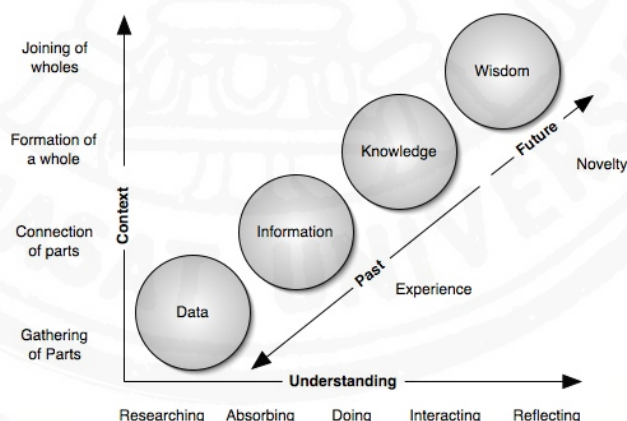 Joining of
wholes
Wisdom
Formation of
a whole
Knowledge
Future
Novelty
Context
Connection
of parts
Information
Past
Experience
Data
Gathering
of Parts
Understanding
Researching Absorbing Doing Interacting Reflecting